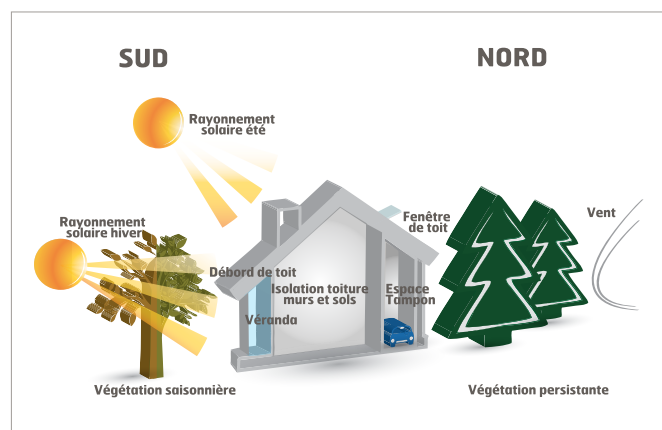 SUD
NORD
Rayonnement
solaire été
Rayonnement
solaire hiver
Débord de toit
Véranda
Isolation toiture
murs et sols
Espace
Tampon
Fenêtre
de toit
Vent
Végétation saisonnière
Végétation persistante